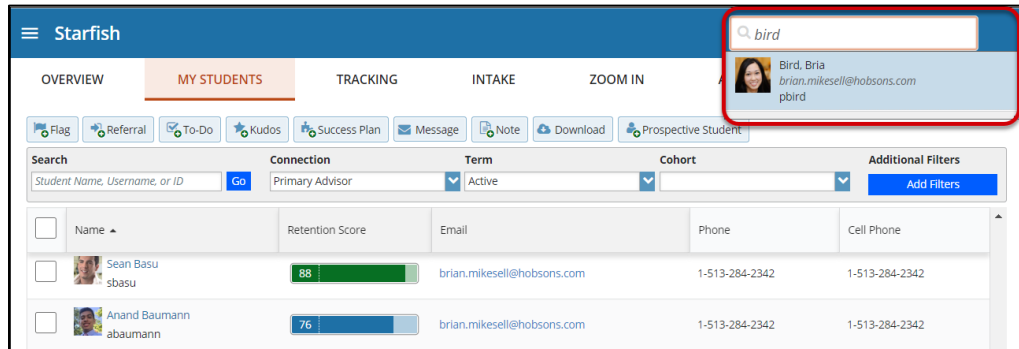 Starfish
bird
Bird, Bria
brian.mikesell@hobsons.com
pbird
OVERVIEW MY STUDENTS TRACKING INTAKE ZOOM IN A
Flag Referral To-Do Kudos Success Plan Message Note Download Prospective Student
Search Connection Term Cohort Additional Filters
Student Name, Username, or ID Go Primary Advisor Active Add Filters
Name Retention Score Email Phone Cell Phone
Sean Basu
sbasu
88 brian.mikesell@hobsons.com 1-513-284-2342 1-513-284-2342
Anand Baumann
abaumann
76 brian.mikesell@hobsons.com 1-513-284-2342 1-513-284-2342